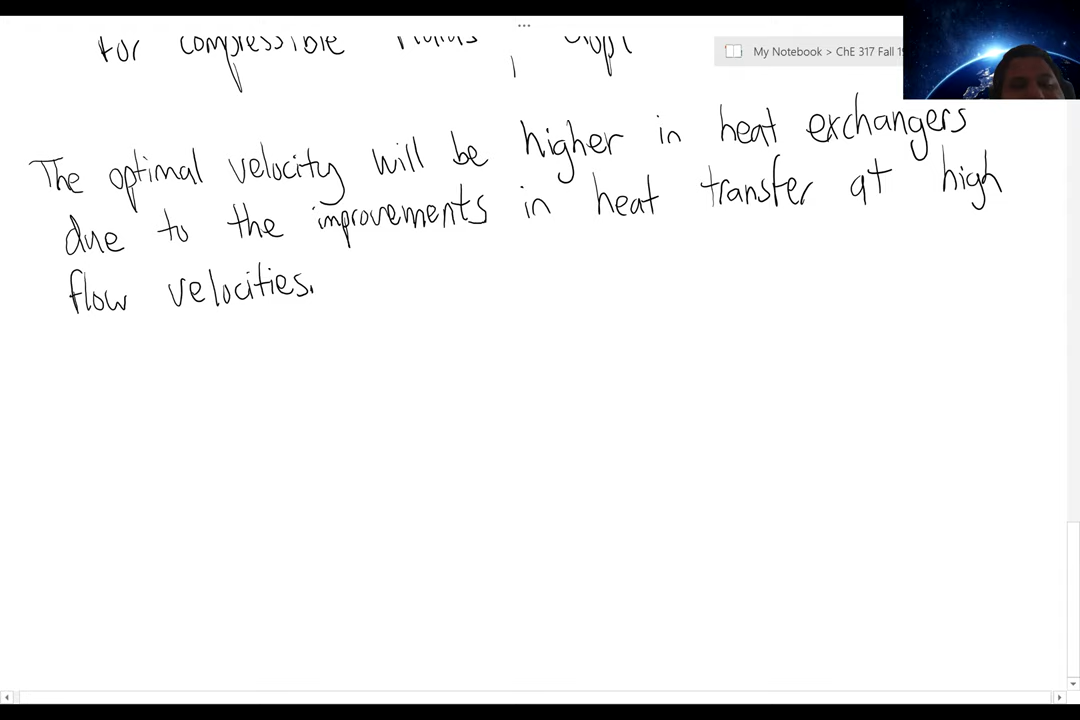 for compressible
My Notebook > ChE 317 Fall 19
The optimal velocity will be higher in heat exchangers
due to the improvements in heat transfer at high
flow velocities.